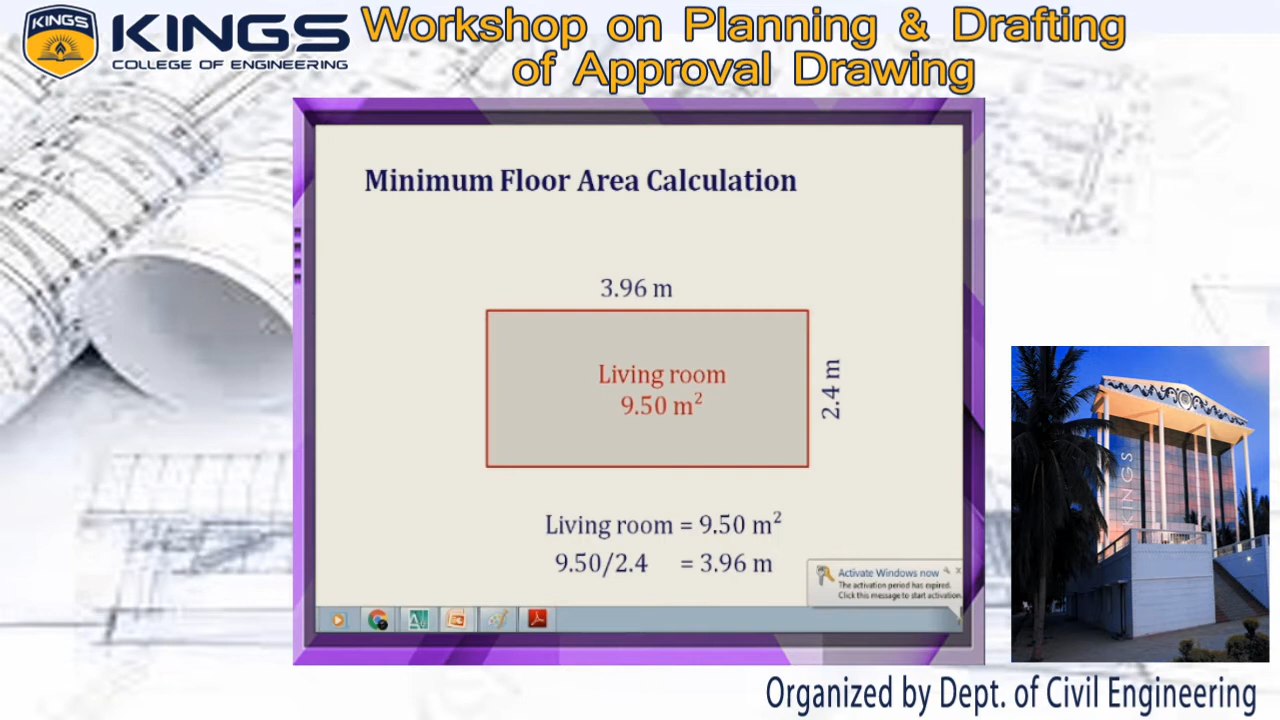 KINGS
KINGS
COLLEGE OF ENGINEERING
Workshop on Planning & Drafting
of Approval Drawing
Minimum Floor Area Calculation
3.96 m
Living room
9.50 m²
2.4 m
Living room = 9.50 m²
9.50/2.4 = 3.96 m
Activate Windows now
The activation period has expired.
Click this message to start activation
KINGS
Organized by Dept. of Civil Engineering